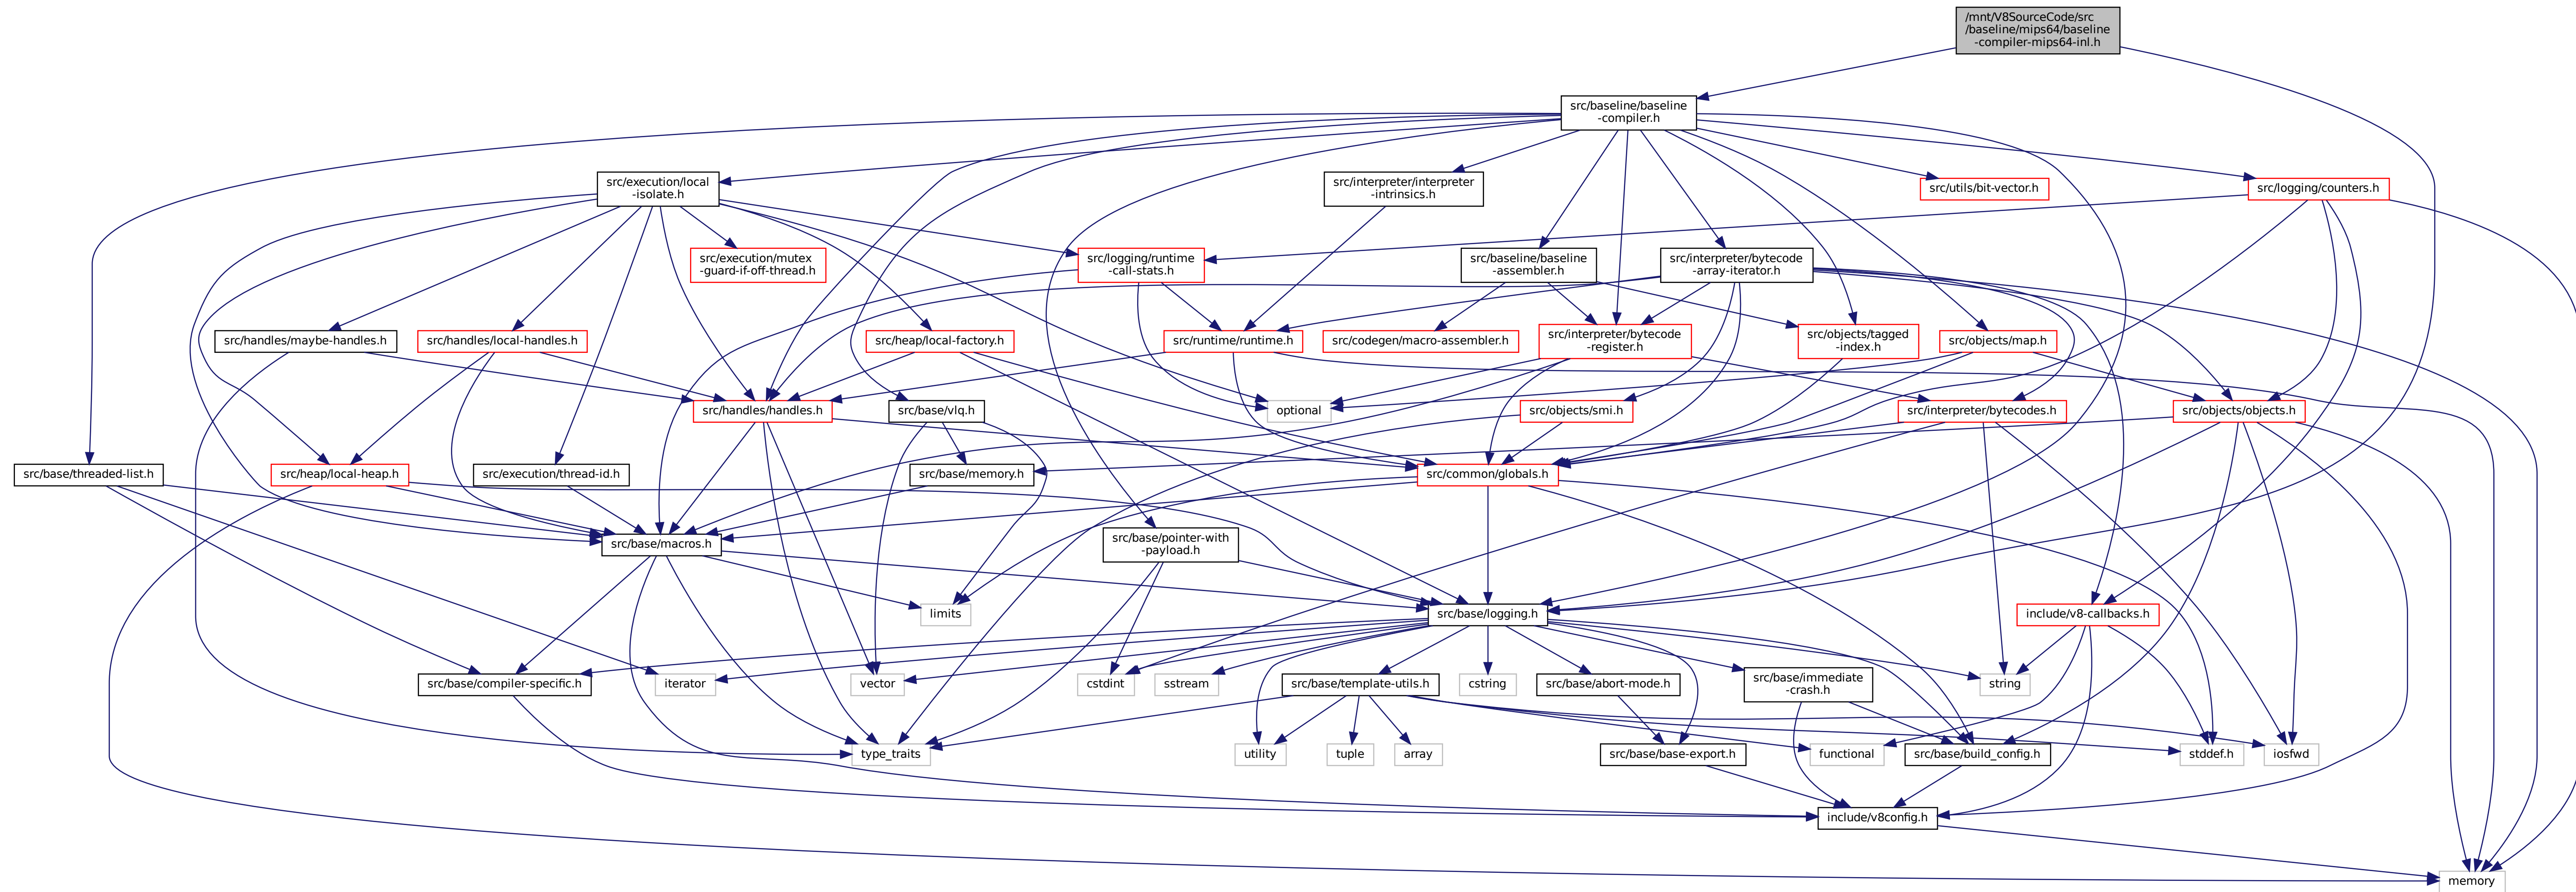 /mnt/V8SourceCode/src
/baseline/mips64/baseline
-compiler-mips64-inl.h
src/baseline/baseline
-compiler.h
src/execution/local
-isolate.h
src/interpreter/interpreter
-intrinsics.h
src/utils/bit-vector.h
src/logging/counters.h
src/execution/mutex
-guard-if-off-thread.h
src/logging/runtime
-call-stats.h
src/baseline/baseline
-assembler.h
src/interpreter/bytecode
-array-iterator.h
src/handles/maybe-handles.h
src/handles/local-handles.h
src/heap/local-factory.h
src/runtime/runtime.h
src/codegen/macro-assembler.h
src/interpreter/bytecode
-register.h
src/objects/tagged
-index.h
src/objects/map.h
src/handles/handles.h
src/base/vlq.h
optional
src/objects/smi.h
src/interpreter/bytecodes.h
src/objects/objects.h
src/base/threaded-list.h
src/heap/local-heap.h
src/execution/thread-id.h
src/base/memory.h
src/common/globals.h
src/base/macros.h
src/base/pointer-with
-payload.h
limits
src/base/logging.h
include/v8-callbacks.h
src/base/compiler-specific.h
iterator
vector
cstdint
sstream
src/base/template-utils.h
cstring
src/base/abort-mode.h
src/base/immediate
-crash.h
string
type_traits
utility
tuple
array
src/base/base-export.h
functional
src/base/build_config.h
stddef.h
iosfwd
include/v8config.h
memory